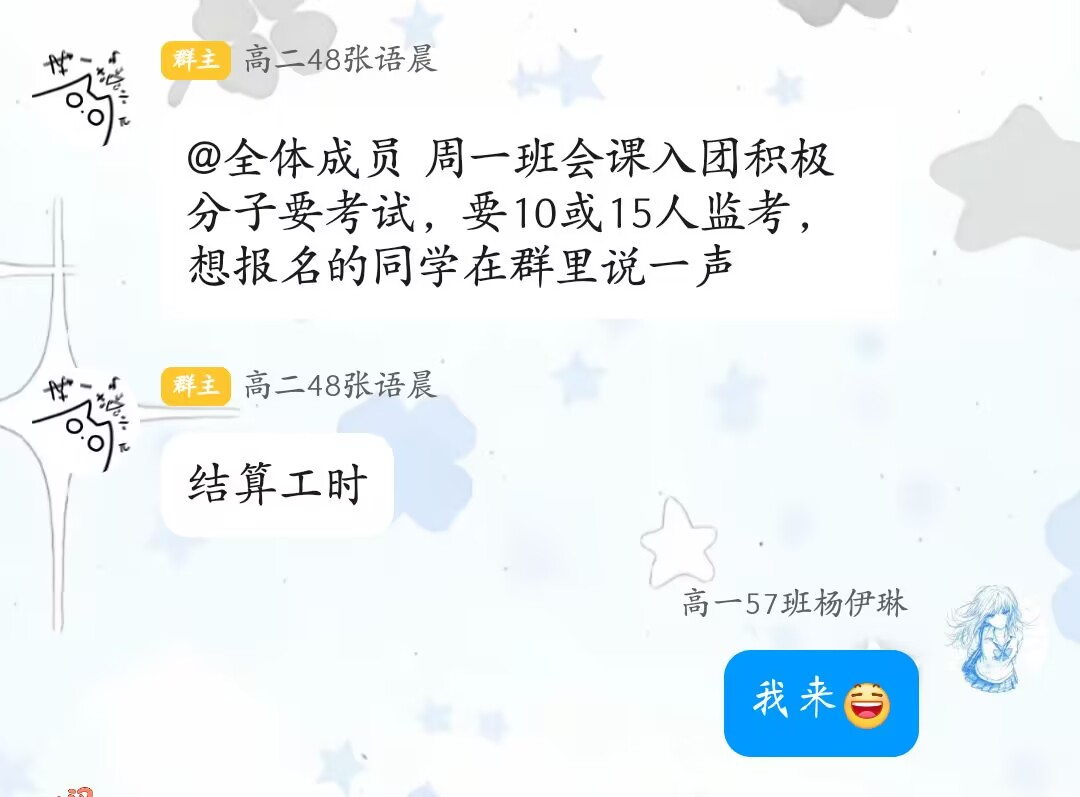 群主 高二48张语晨
@全体成员 周一班会课入团积极
分子要考试，要10或15人监考，
想报名的同学在群里说一声
群主 高二48张语晨
结算工时
高一57班杨伊琳
我来😆